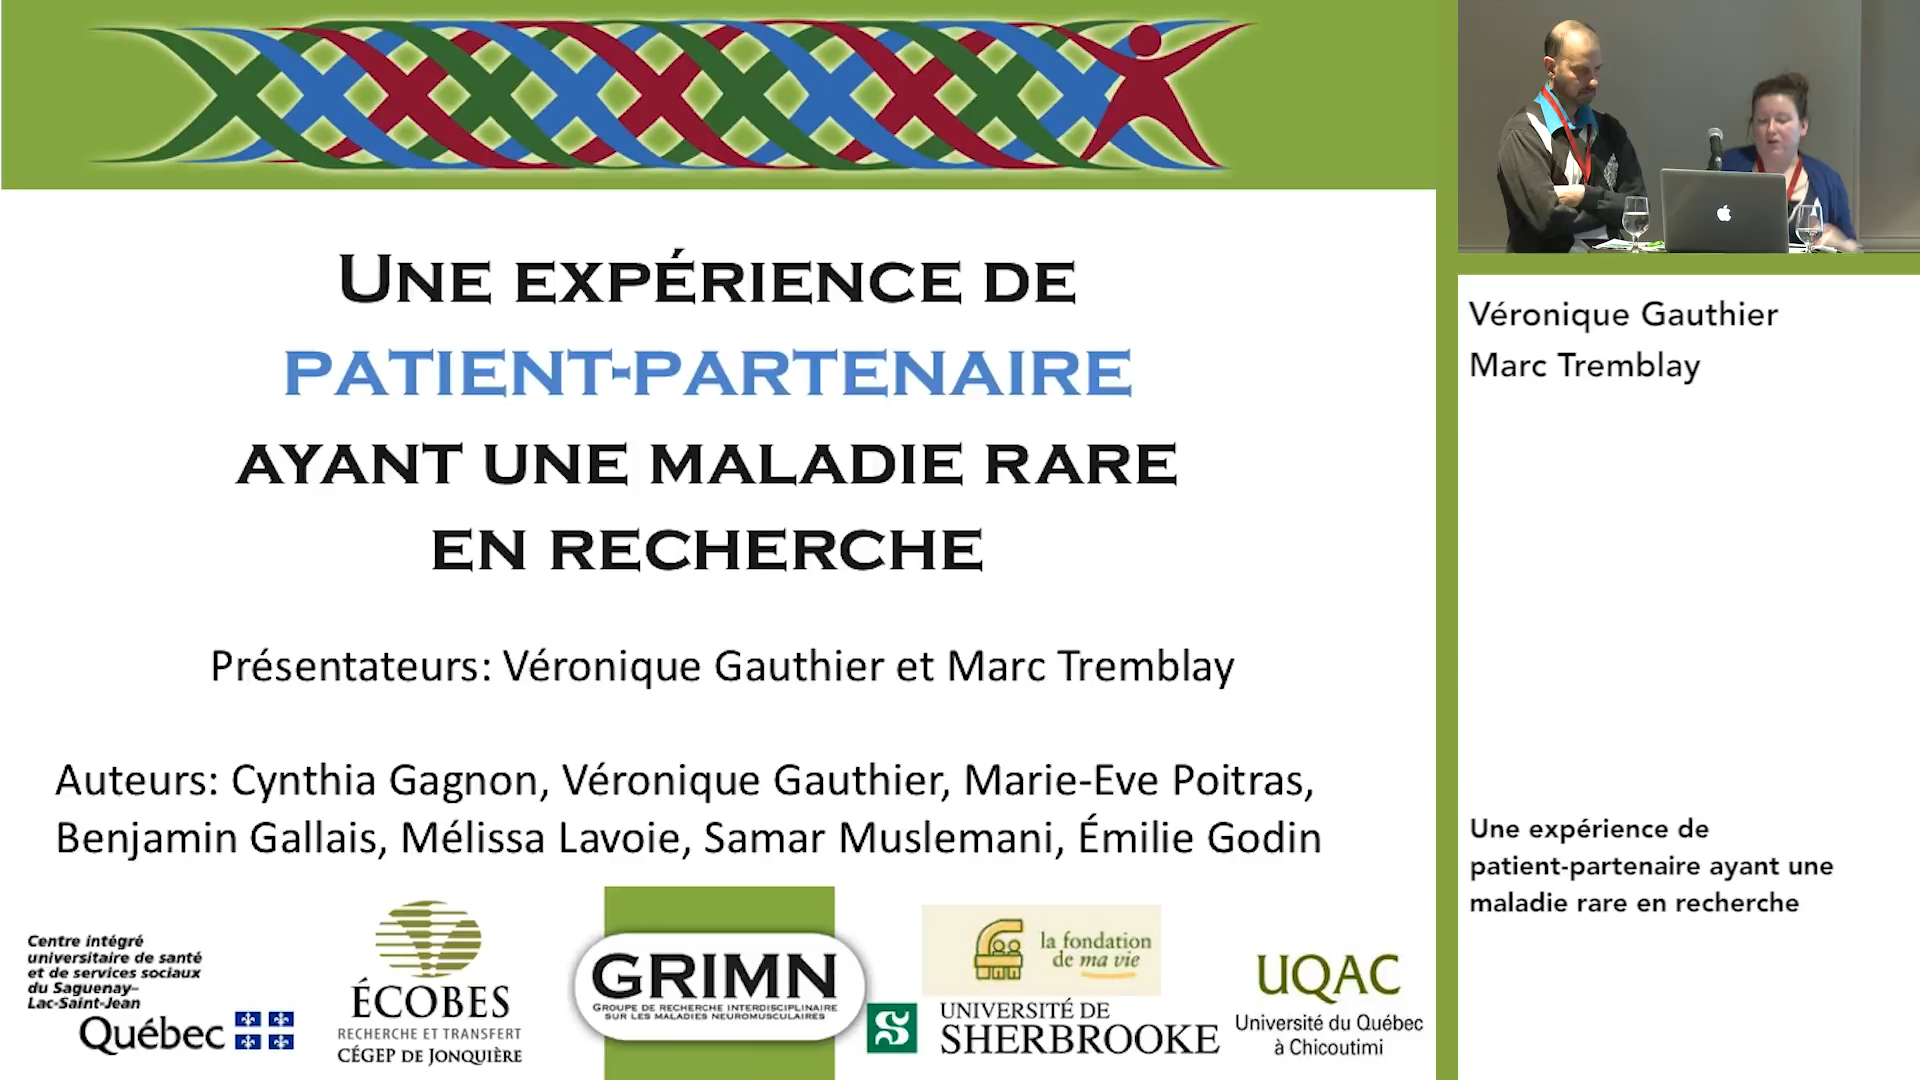 UNE EXPÉRIENCE DE
PATIENT-PARTENAIRE
AYANT UNE MALADIE RARE
EN RECHERCHE
Présentateurs: Véronique Gauthier et Marc Tremblay
Auteurs: Cynthia Gagnon, Véronique Gauthier, Marie-Eve Poitras,
Benjamin Gallais, Mélissa Lavoie, Samar Muslemani, Émilie Godin
Centre intégré
universitaire de santé
et de services sociaux
du Saguenay–
Lac-Saint-Jean
Québec
ÉCOBES
RECHERCHE ET TRANSFERT
CÉGEP DE JONQUIÈRE
GRIMN
GROUPE DE RECHERCHE INTERDISCIPLINAIRE
SUR LES MALADIES NEUROMUSCULAIRES
la fondation
de ma vie
UNIVERSITÉ DE
SHERBROOKE
UQAC
Université du Québec
à Chicoutimi
Véronique Gauthier
Marc Tremblay
Une expérience de
patient-partenaire ayant une
maladie rare en recherche